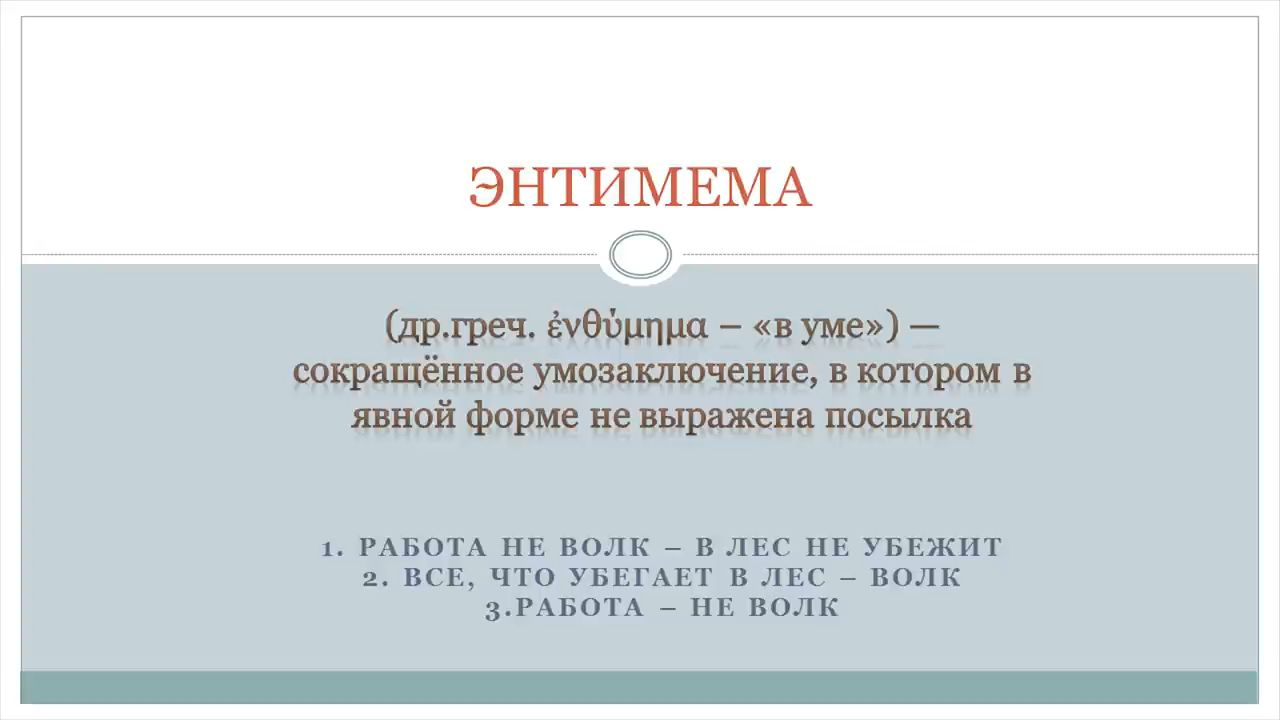 ЭНТИМЕМА
(др.греч. ἐνθύμημα – «в уме») —
сокращённое умозаключение, в котором в
явной форме не выражена посылка
1. РАБОТА НЕ ВОЛК – В ЛЕС НЕ УБЕЖИТ
2. ВСЕ, ЧТО УБЕГАЕТ В ЛЕС – ВОЛК
3.РАБОТА – НЕ ВОЛК